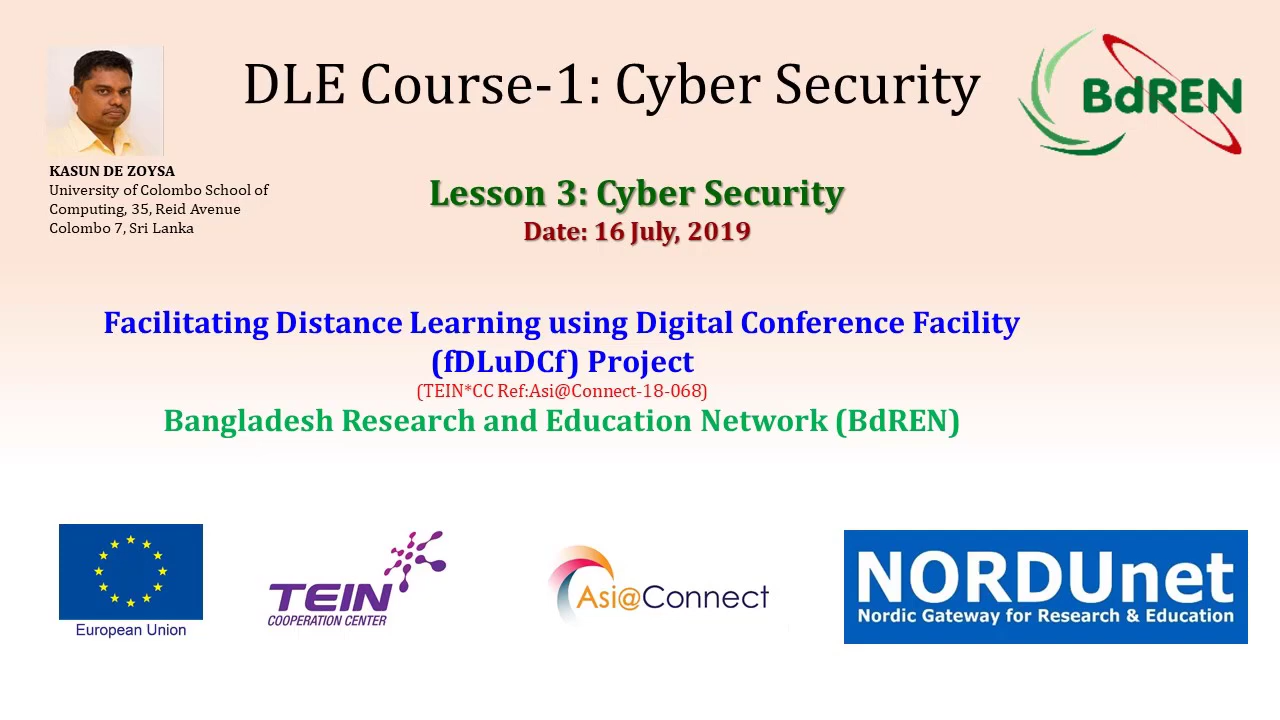 DLE Course-1: Cyber Security
BdREN
KASUN DE ZOYSA
University of Colombo School of
Computing, 35, Reid Avenue
Colombo 7, Sri Lanka
Lesson 3: Cyber Security
Date: 16 July, 2019
Facilitating Distance Learning using Digital Conference Facility
(fDLuDCf) Project
(TEIN*CC Ref:Asi@Connect-18-068)
Bangladesh Research and Education Network (BdREN)
European Union
TEIN
COOPERATION CENTER
Asi@Connect
NORDUnet
Nordic Gateway for Research & Education